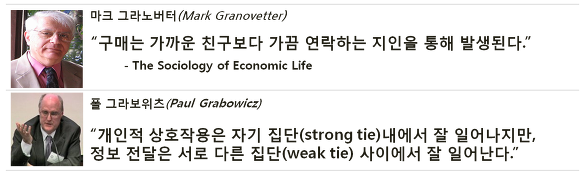 마크 그라노버터(Mark Granovetter)
“구매는 가까운 친구보다 가끔 연락하는 지인을 통해 발생된다.”
- The Sociology of Economic Life
폴 그라보위츠(Paul Grabowicz)
“개인적 상호작용은 자기 집단(strong tie)내에서 잘 일어나지만,
정보 전달은 서로 다른 집단(weak tie) 사이에서 잘 일어난다.”